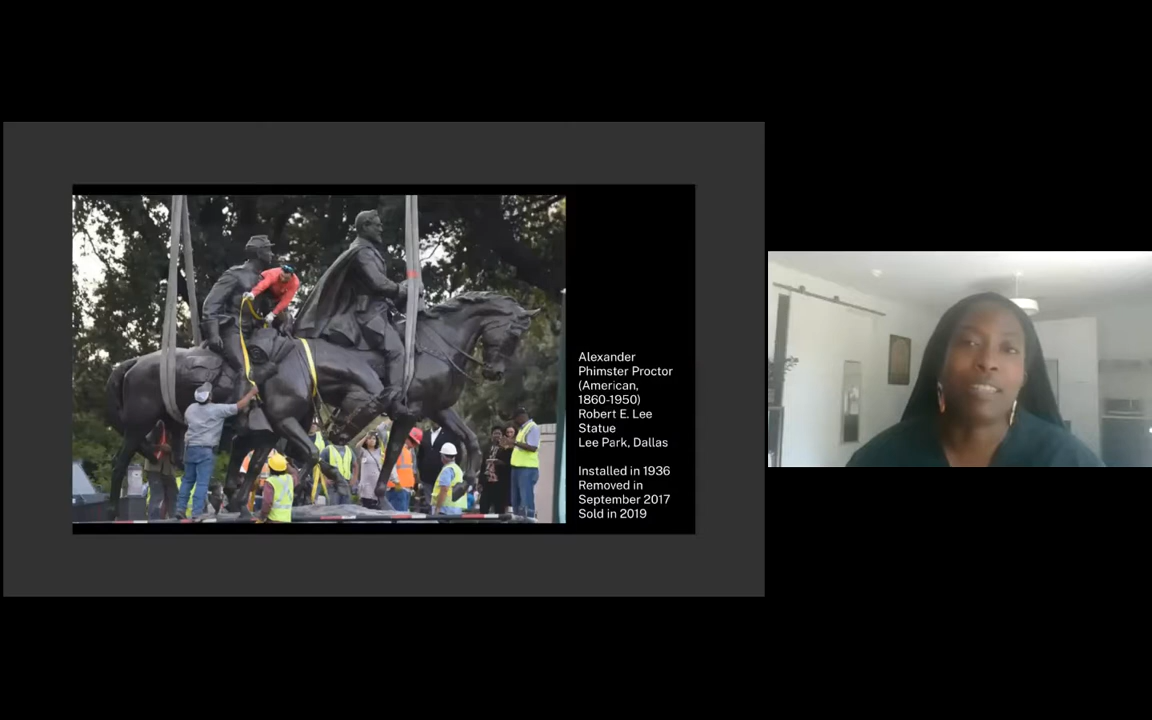 Alexander
Phimster Proctor
(American,
1860-1950)
Robert E. Lee
Statue
Lee Park, Dallas
Installed in 1936
Removed in
September 2017
Sold in 2019